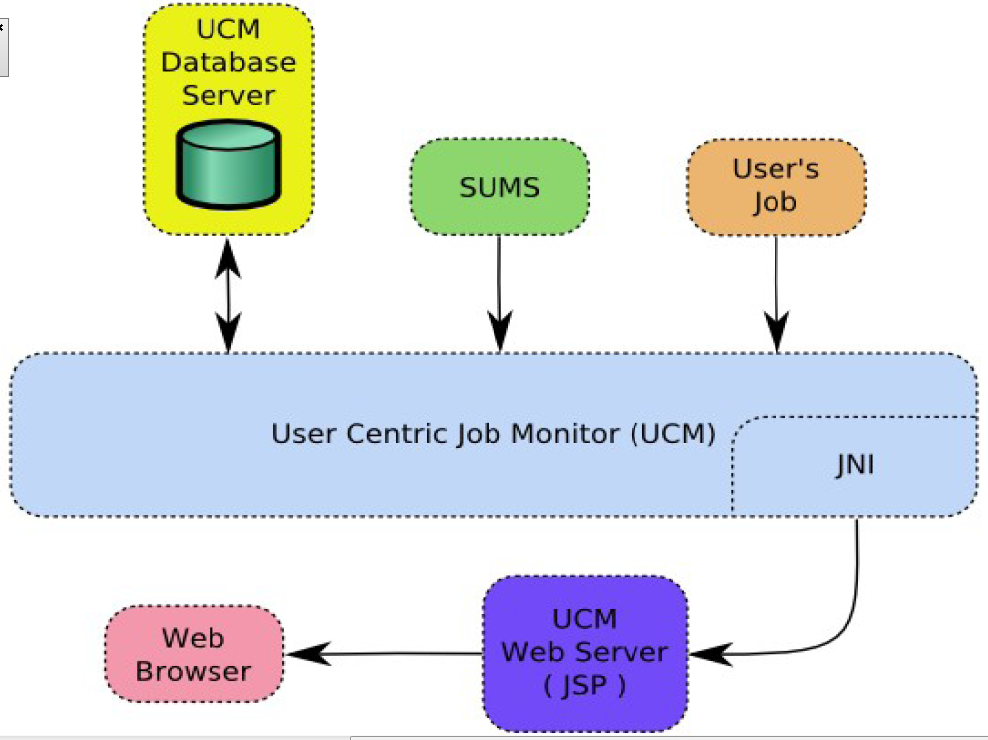 UCM
Database
Server
SUMS
User's
Job
User Centric Job Monitor (UCM)
JNI
UCM
Web Server
( JSP )
Web
Browser